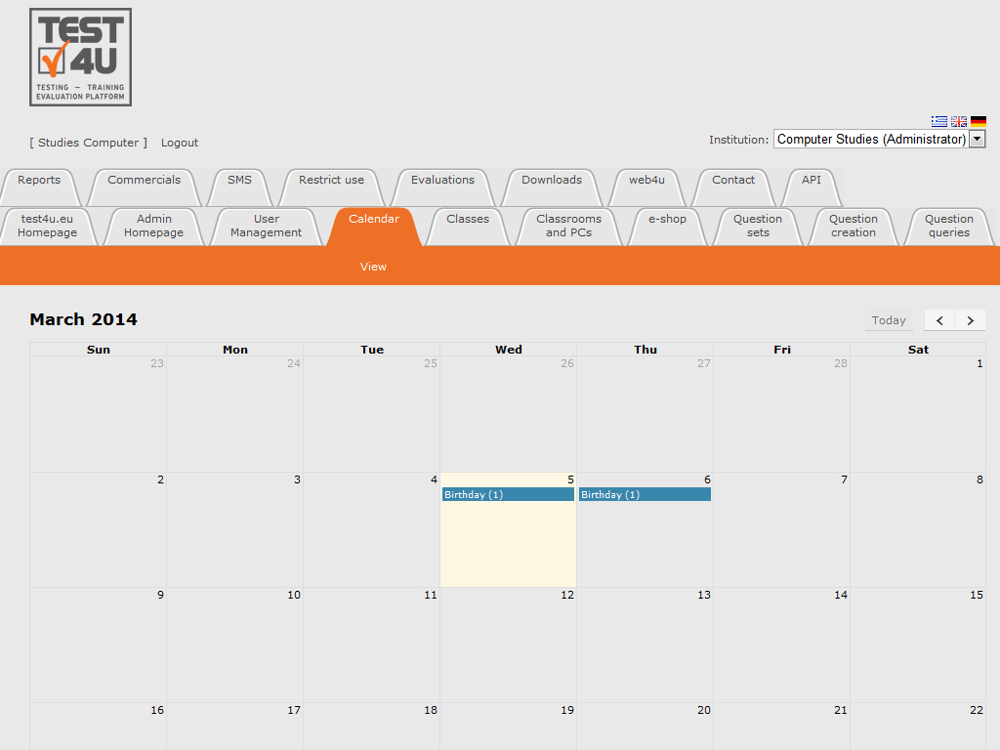 TEST
4U
TESTING – TRAINING
EVALUATION PLATFORM
[ Studies Computer ] Logout
Institution: Computer Studies (Administrator)
Reports Commercials SMS Restrict use Evaluations Downloads web4u Contact API
test4u.eu Homepage Admin Homepage User Management Calendar Classes Classrooms and PCs e-shop Question sets Question creation Question queries
View
March 2014 Today < >
Sun Mon Tue Wed Thu Fri Sat
23 24 25 26 27 28 1
2 3 4 5 6 7 8
Birthday (1) Birthday (1)
9 10 11 12 13 14 15
16 17 18 19 20 21 22